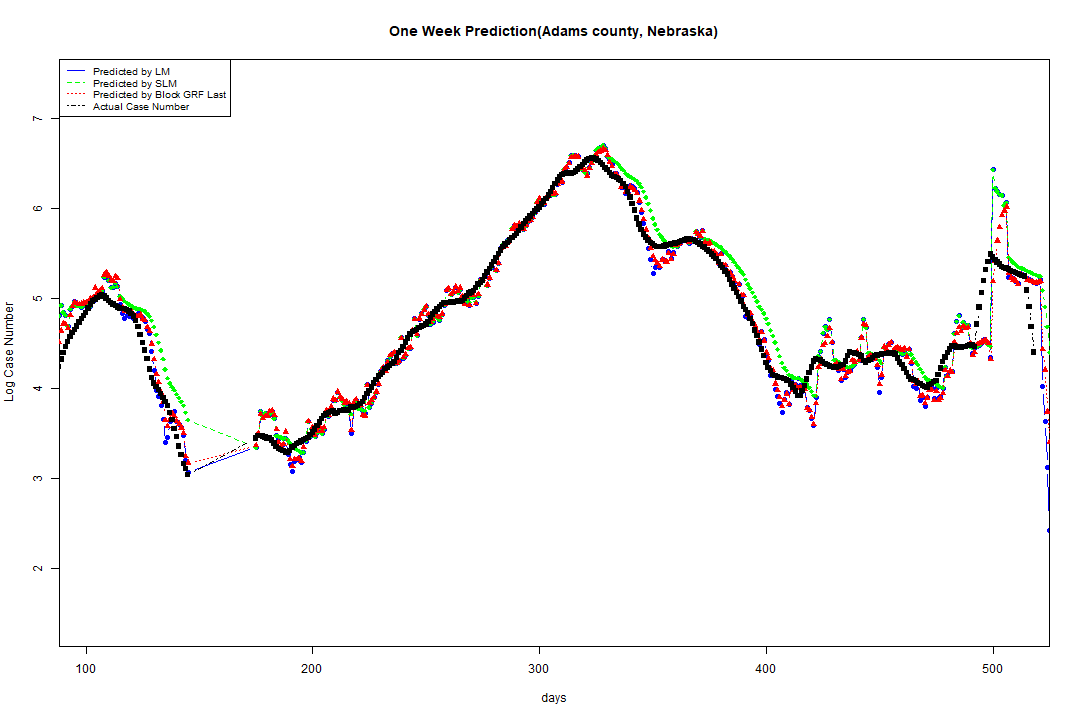 One Week Prediction(Adams county, Nebraska)
Predicted by LM
Predicted by SLM
Predicted by Block GRF Last
Actual Case Number
7
6
5
4
3
2
Log Case Number
100 200 300 400 500
days